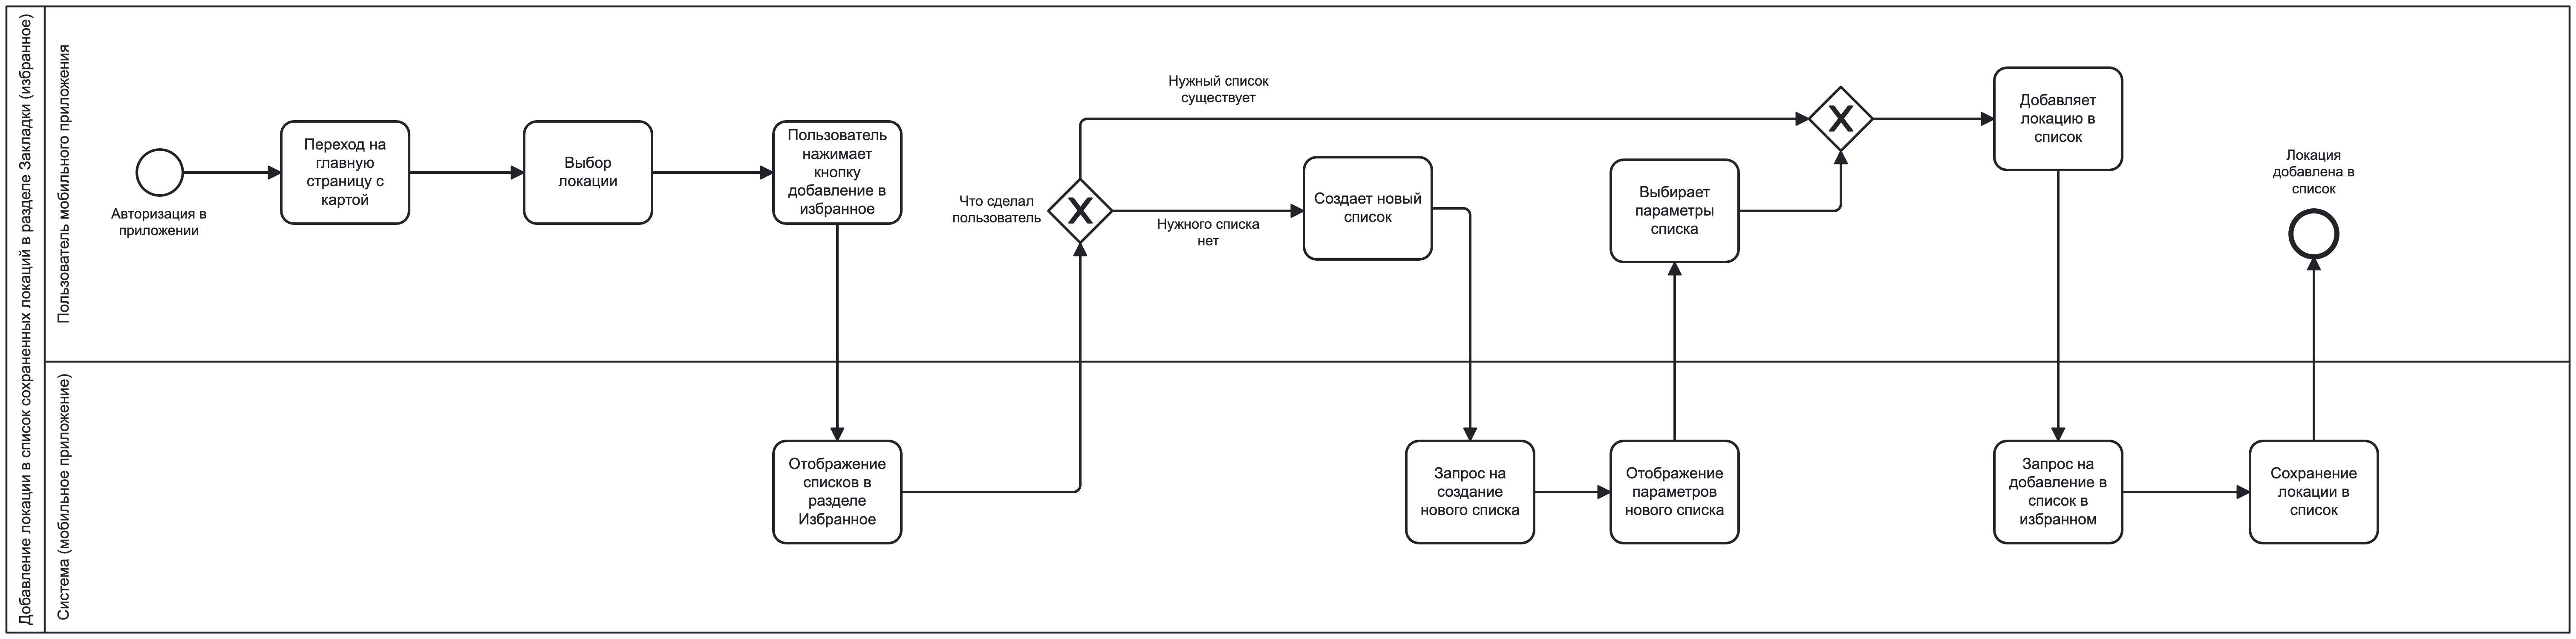 Добавление локации в список сохраненных локаций в разделе Закладки (избранное)
Пользователь мобильного приложения
Авторизация в
приложении
Переход на
главную
страницу с
картой
Выбор
локации
Пользователь
нажимает
кнопку
добавление в
избранное
Что сделал
пользователь
Нужный список
существует
Нужного списка
нет
Создает новый
список
Выбирает
параметры
списка
Добавляет
локацию в
список
Локация
добавлена в
список
Система (мобильное приложение)
Отображение
списков в
разделе
Избранное
Запрос на
создание
нового списка
Отображение
параметров
нового списка
Запрос на
добавление в
список в
избранном
Сохранение
локации в
список